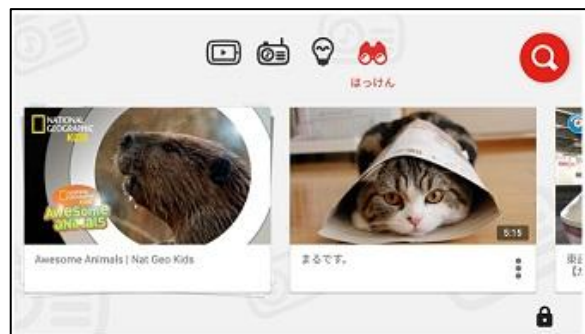 はっけん
NATIONAL
GEOGRAPHIC
KiDS
AWesome
aNiMals
Awesome Animals | Nat Geo Kids
5:15
まるです。